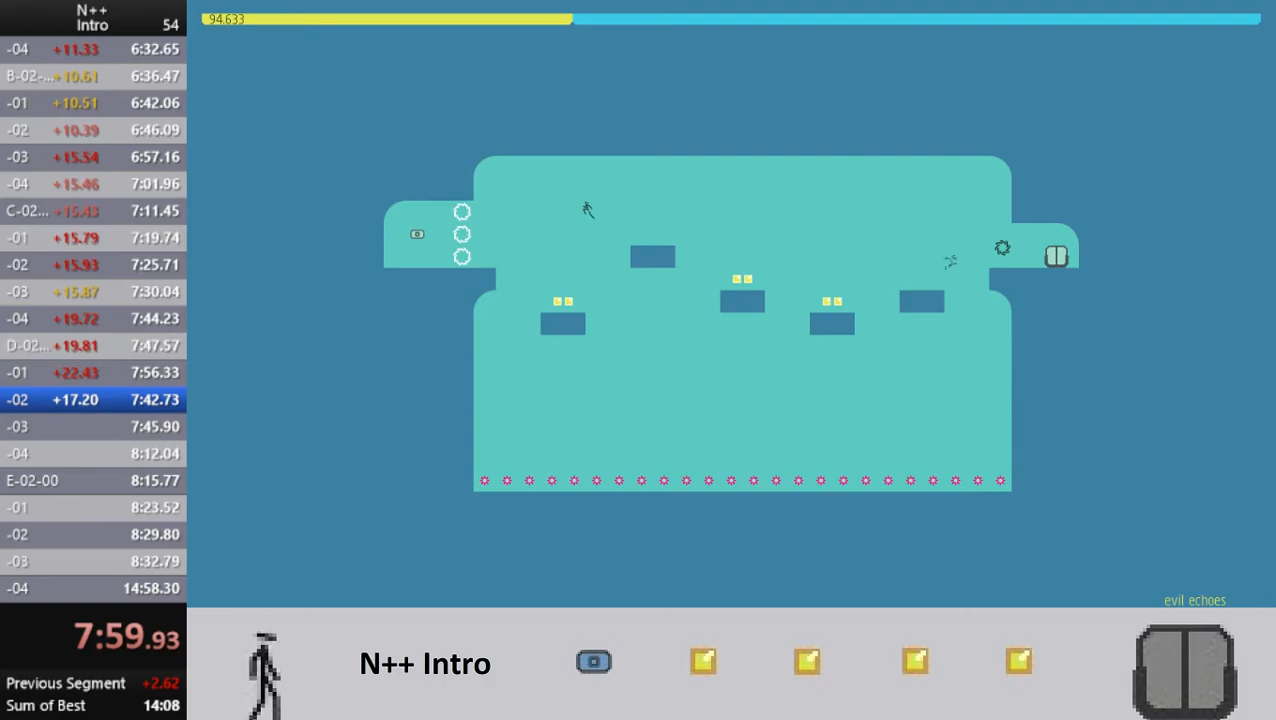 N++
Intro 54
-04 +11.33 6:32.65
B-02-... +10.61 6:36.47
-01 +10.51 6:42.06
-02 +10.39 6:46.09
-03 +15.54 6:57.16
-04 +15.46 7:01.96
C-02... +15.43 7:11.45
-01 +15.79 7:19.74
-02 +15.93 7:25.71
-03 +15.87 7:30.04
-04 +19.72 7:44.23
D-02... +19.81 7:47.57
-01 +22.43 7:56.33
-02 +17.20 7:42.73
-03 7:45.90
-04 8:12.04
E-02-00 8:15.77
-01 8:23.52
-02 8:29.80
-03 8:32.79
-04 14:58.30
7:59.93
Previous Segment +2.62
Sum of Best 14:08
94.633
evil echoes
N++ Intro